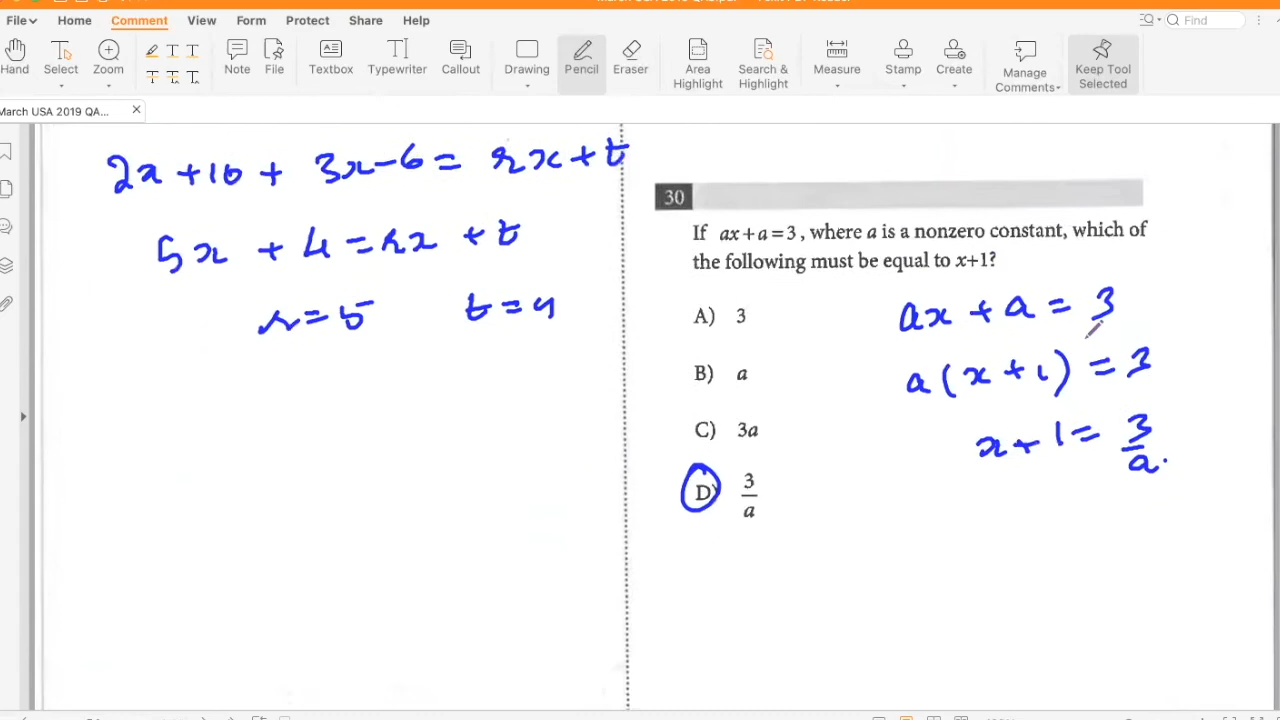 File Home Comment View Form Protect Share Help
Find
Hand Select Zoom Note File Textbox Typewriter Callout Drawing Pencil Eraser Area Highlight Search & Highlight Measure Stamp Create Manage Comments Keep Tool Selected
March USA 2019 QA...
2x + 10 + 3x - 6 = rx + t
5x + 4 = rx + t
r = 5 t = 4
30
If ax + a = 3, where a is a nonzero constant, which of
the following must be equal to x+1?
A) 3
B) a
C) 3a
D) 3/a
ax + a = 3
a(x + 1) = 3
x + 1 = 3/a.